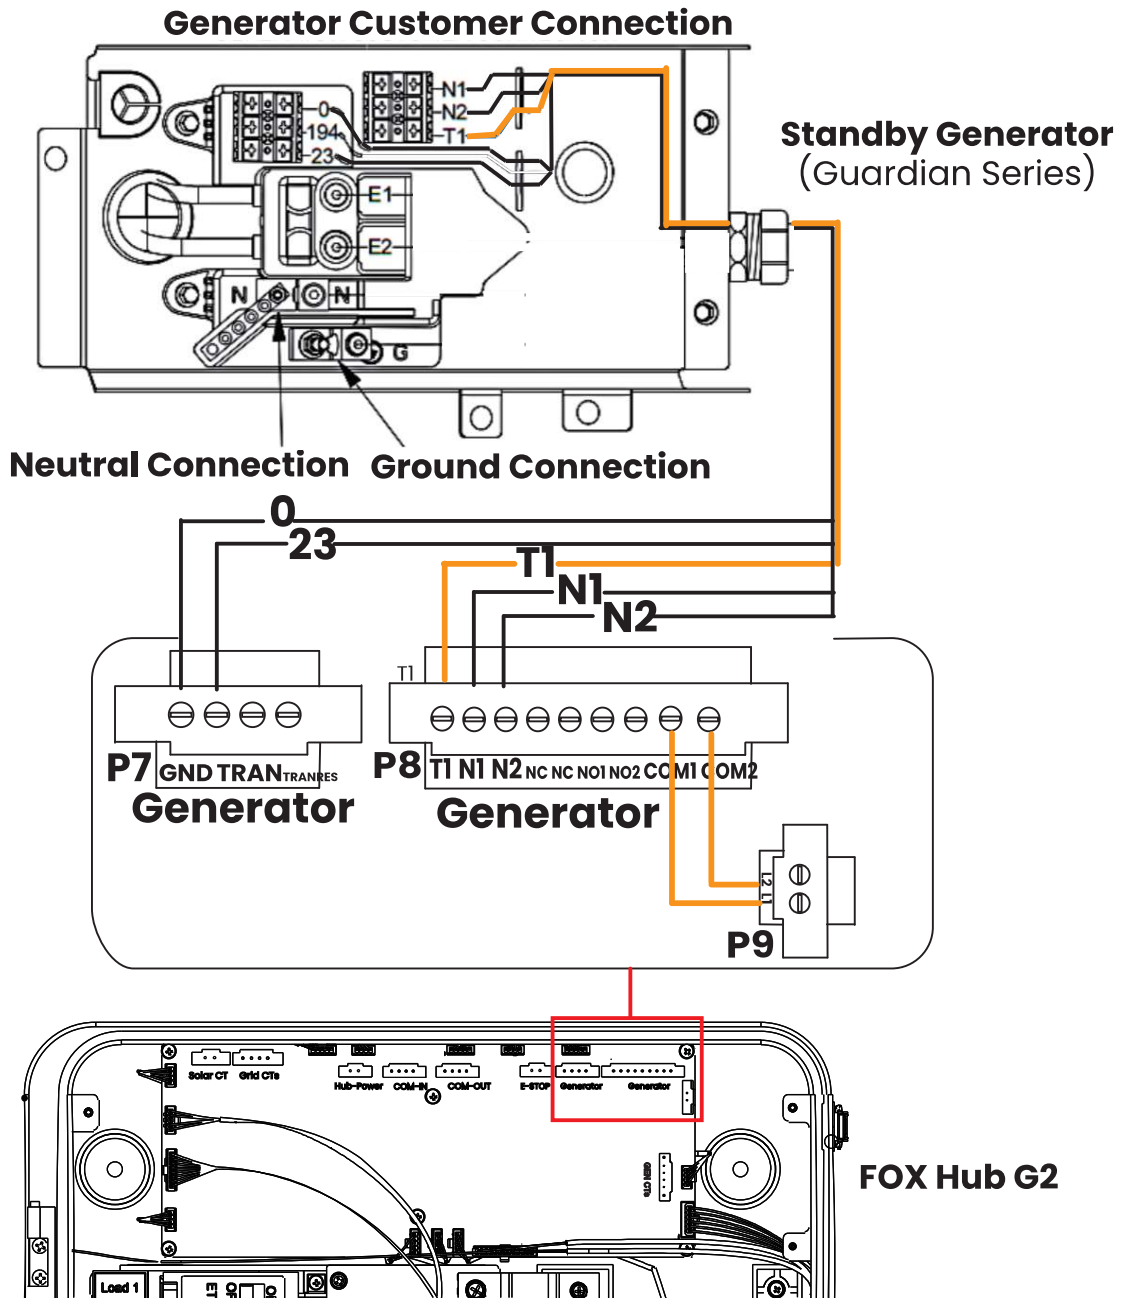 Generator Customer Connection
N1
0
N2
194
T1
23
Standby Generator
(Guardian Series)
E1
E2
N N
G
Neutral Connection Ground Connection
0
23
T1
N1
N2
T1
P7 GND TRAN TRANRES
Generator
P8 T1 N1 N2 NC NC NO1 NO2 COM1 COM2
Generator
L2
L1
P9
Solar CT Grid CTs
Hub-Power COM-IN COM-OUT E-STOP Generator Generator
GEN CTs
FOX Hub G2
Load 1